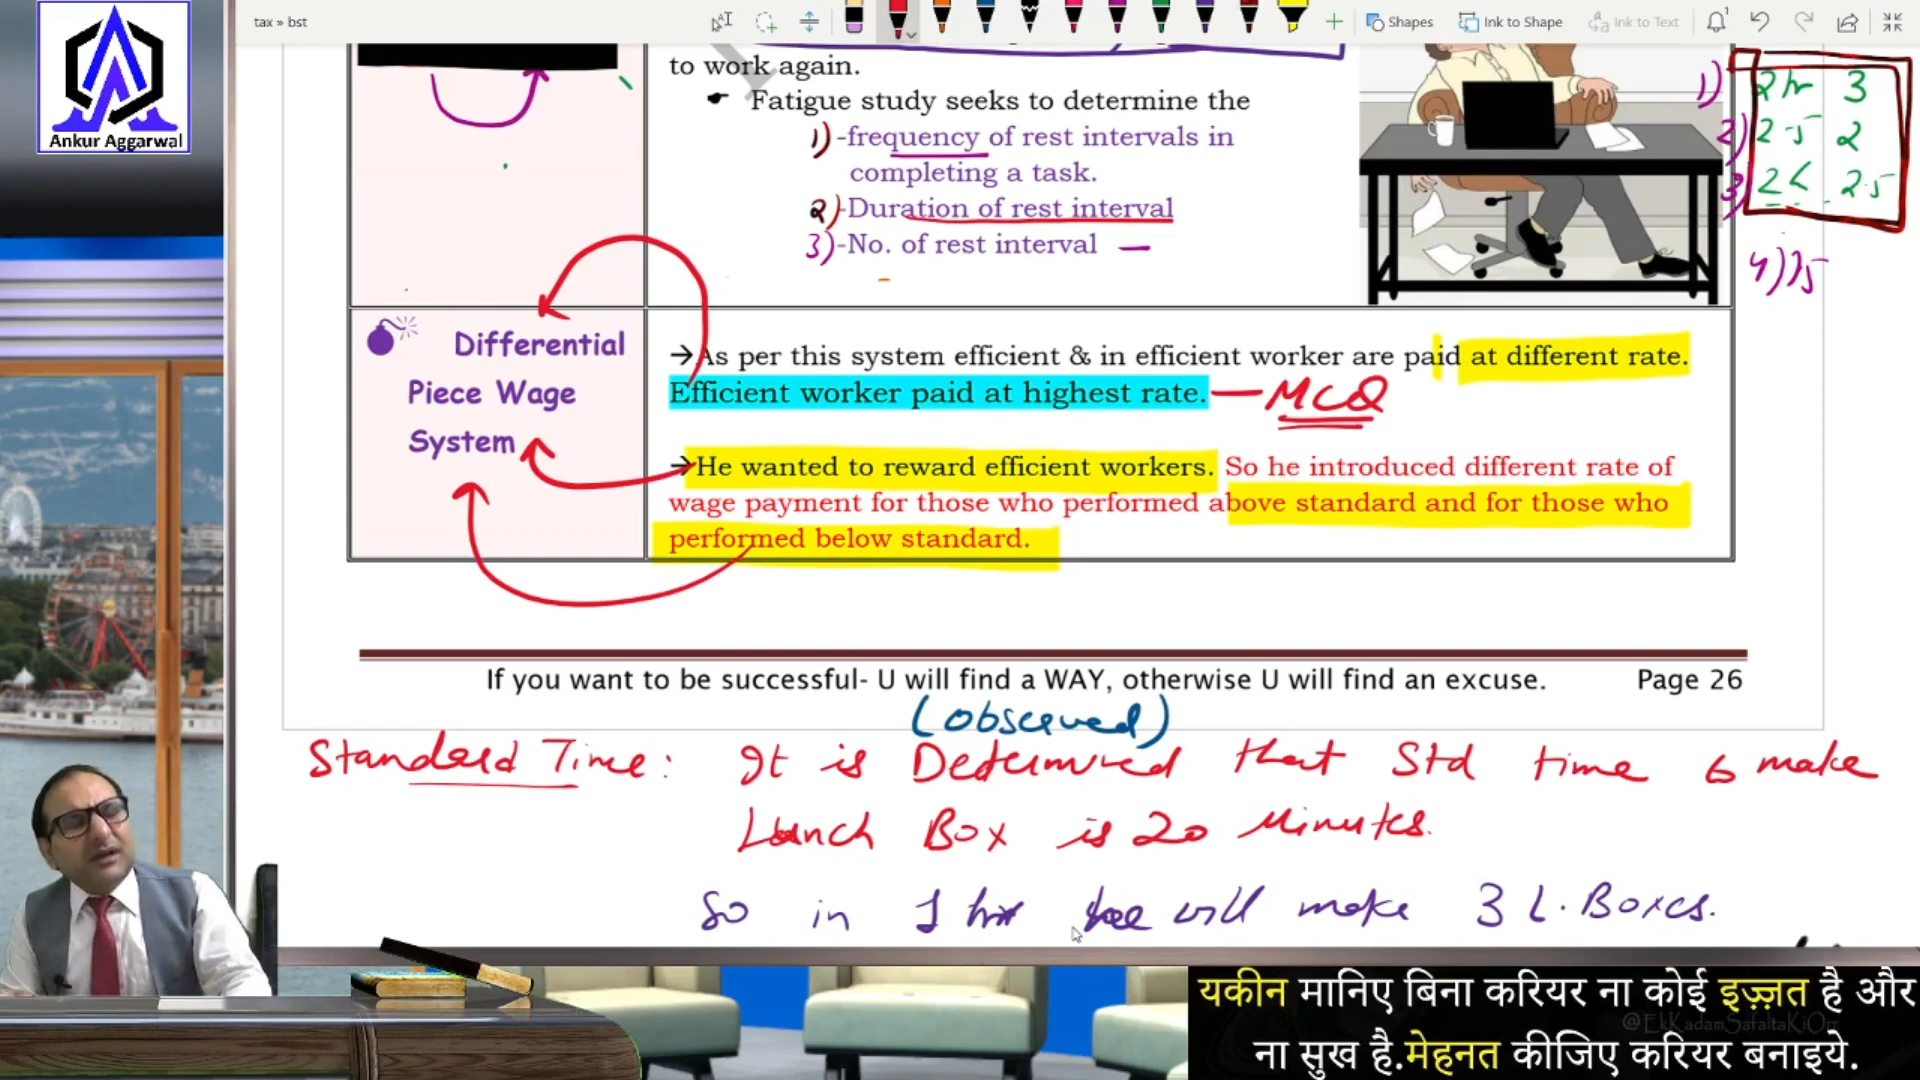 tax » bst
Shapes
Ink to Shape
Ink to Text
Ankur Aggarwal
to work again.
Fatigue study seeks to determine the
1) -frequency of rest intervals in
completing a task.
2) -Duration of rest interval
3) -No. of rest interval
1) 2hr 3
2) 2.5 2
3) 2.5
Differential
Piece Wage
System
→As per this system efficient & in efficient worker are paid at different rate.
Efficient worker paid at highest rate. — MCQ
→He wanted to reward efficient workers. So he introduced different rate of
wage payment for those who performed above standard and for those who
performed below standard.
If you want to be successful- U will find a WAY, otherwise U will find an excuse. Page 26
(observed)
Standard Time: It is Determined that Std time to make
Lunch Box is 20 Minutes.
So in 1 hr he will make 3 L. Boxes.
यकीन मानिए बिना करियर ना कोई इज़्ज़त है और
@EkKadamSafaltaKiOrr
ना सुख है.मेहनत कीजिए करियर बनाइये.